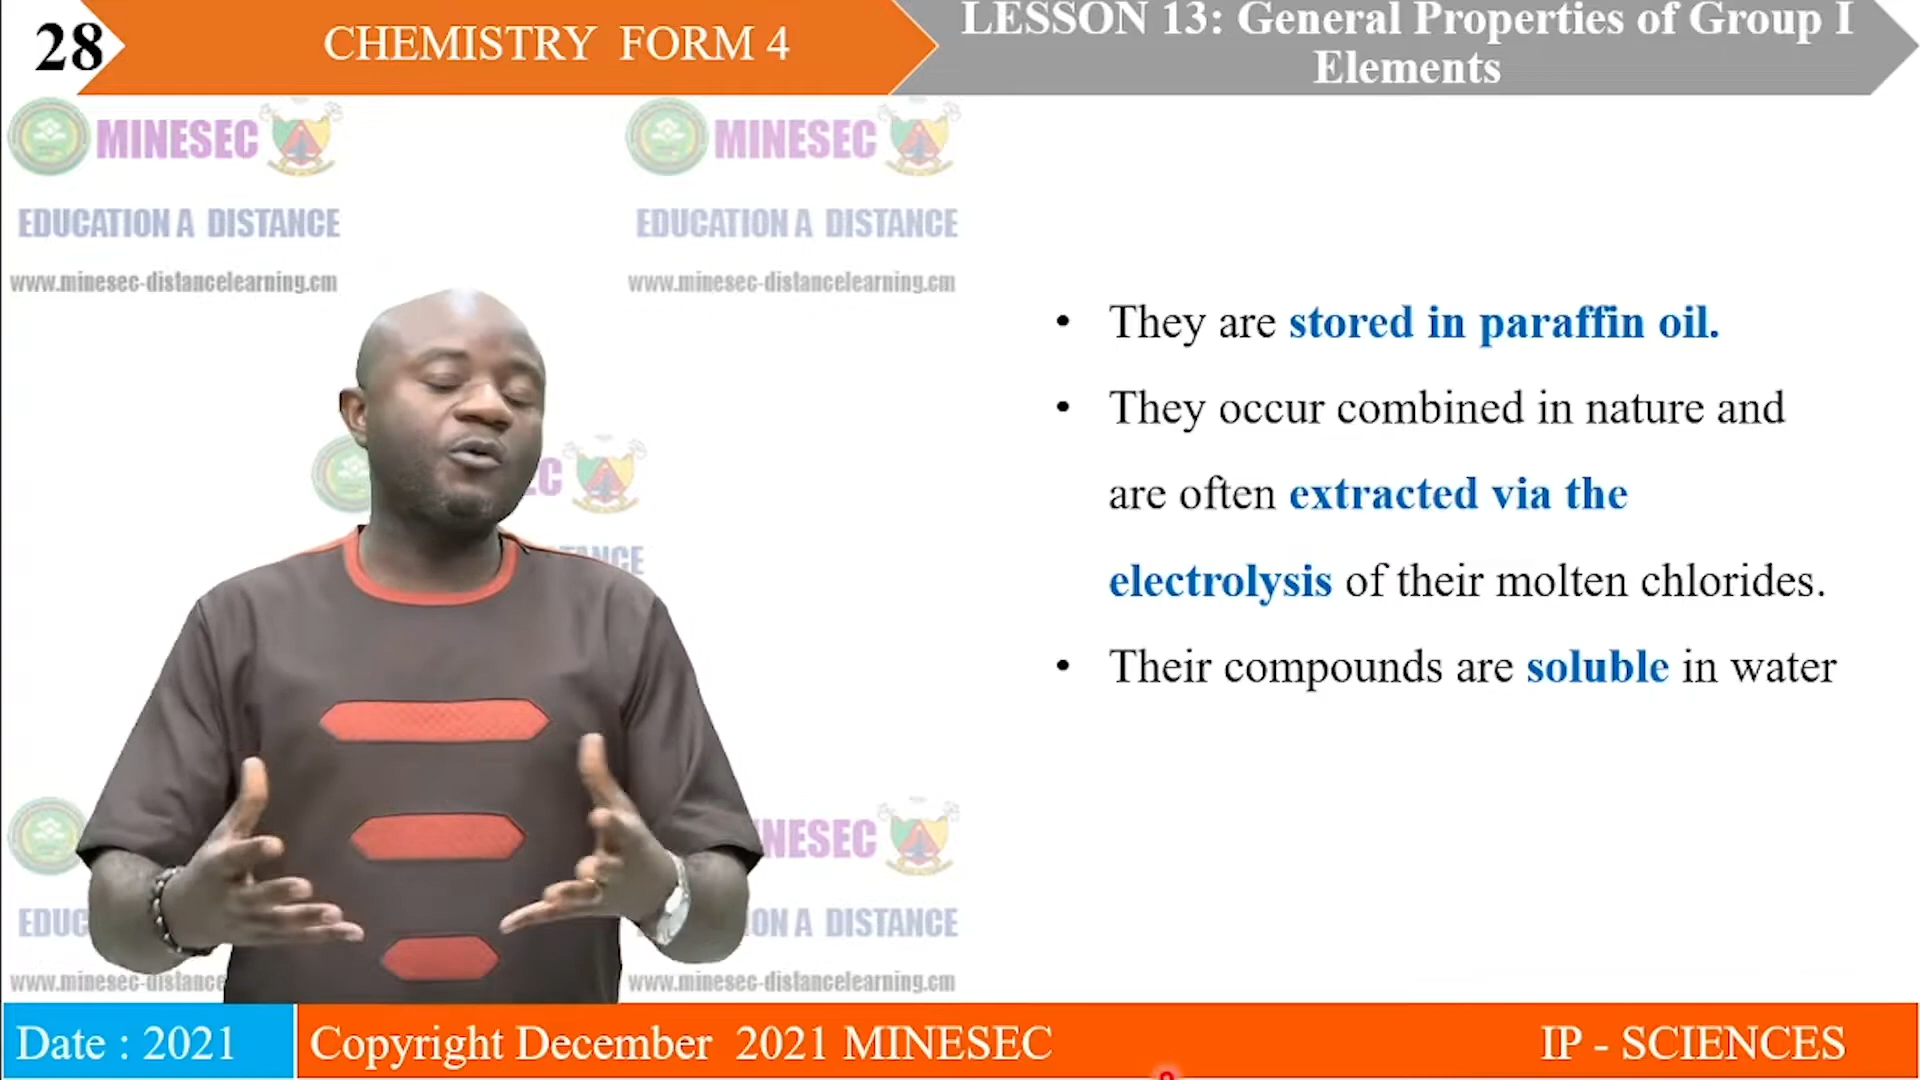 28
CHEMISTRY FORM 4
LESSON 13: General Properties of Group I
Elements
MINESEC
EDUCATION A DISTANCE
www.minesec-distancelearning.cm
MINESEC
EDUCATION A DISTANCE
www.minesec-distancelearning.cm
• They are stored in paraffin oil.
• They occur combined in nature and
are often extracted via the
electrolysis of their molten chlorides.
• Their compounds are soluble in water
EC
TANCE
NESEC
EDUC
ON A DISTANCE
www.minesec-distance
www.minesec-distancelearning.cm
Date : 2021
Copyright December 2021 MINESEC
IP - SCIENCES